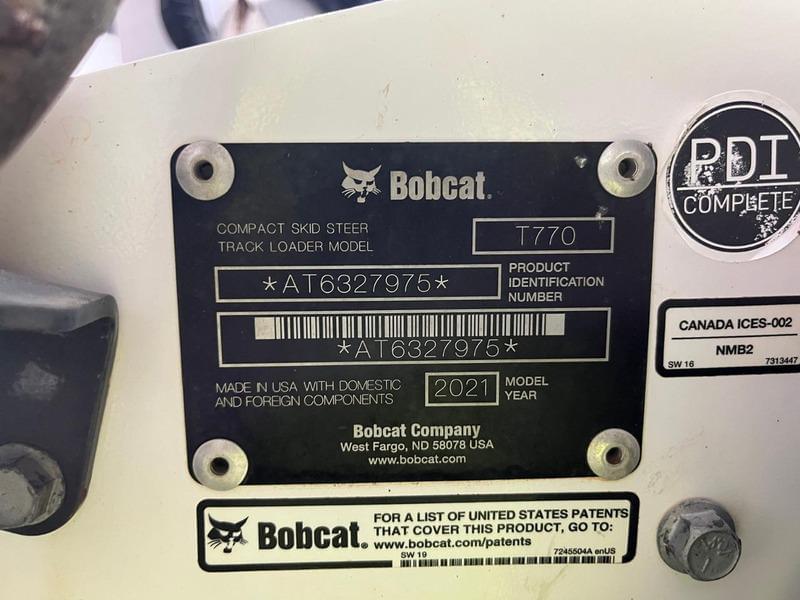 Bobcat.
COMPACT SKID STEER
TRACK LOADER MODEL
T770
*AT6327975*
PRODUCT
IDENTIFICATION
NUMBER
*AT6327975*
MADE IN USA WITH DOMESTIC
AND FOREIGN COMPONENTS
2021
MODEL
YEAR
Bobcat Company
West Fargo, ND 58078 USA
www.bobcat.com
PDI
COMPLETE
CANADA ICES-002
NMB2
SW 16
7313447
Bobcat.
FOR A LIST OF UNITED STATES PATENTS
THAT COVER THIS PRODUCT, GO TO:
www.bobcat.com/patents
SW 19
7245504A enUS